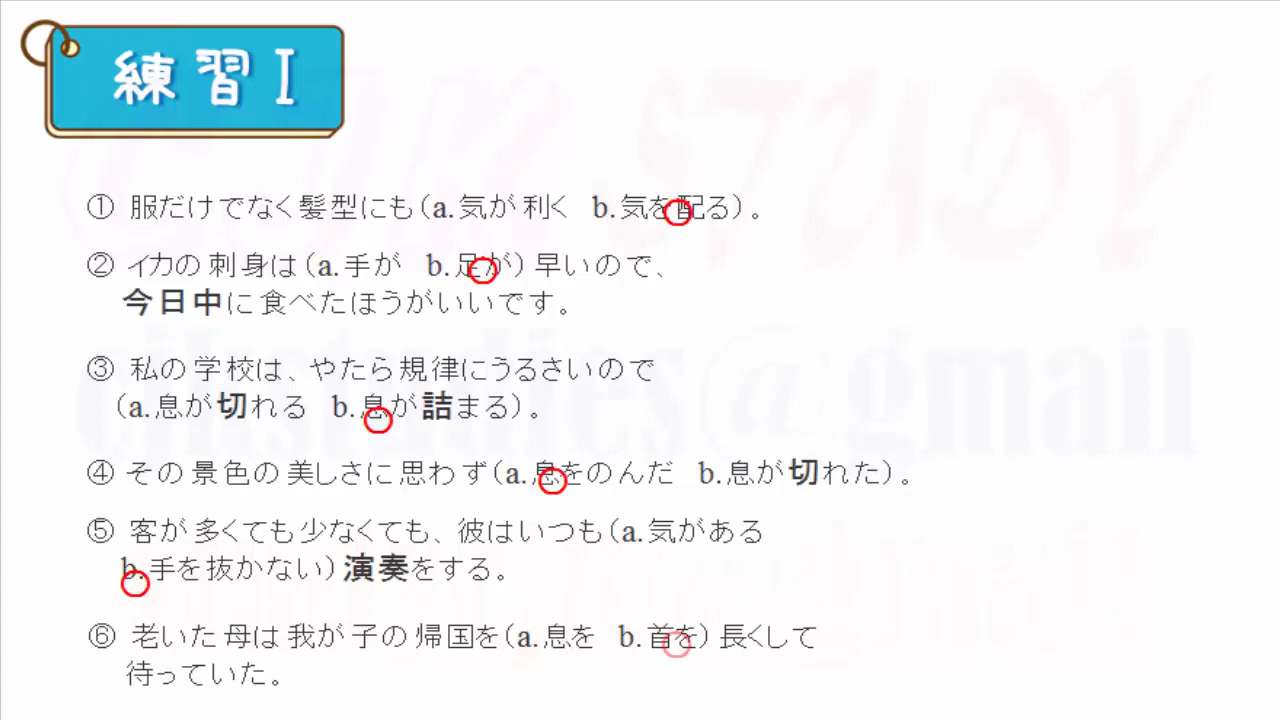 練習Ⅰ
① 服だけでなく髪型にも(a.気が利く b.気を配る)。
② イカの刺身は(a.手が b.足が)早いので、
今日中に食べたほうがいいです。
③ 私の学校は、やたら規律にうるさいので
(a.息が切れる b.息が詰まる)。
④ その景色の美しさに思わず(a.息をのんだ b.息が切れた)。
⑤ 客が多くても少なくても、彼はいつも(a.気がある
b.手を抜かない)演奏をする。
⑥ 老いた母は我が子の帰国を(a.息を b.首を)長くして
待っていた。
CJK STUDY
cjkstudies@gmail